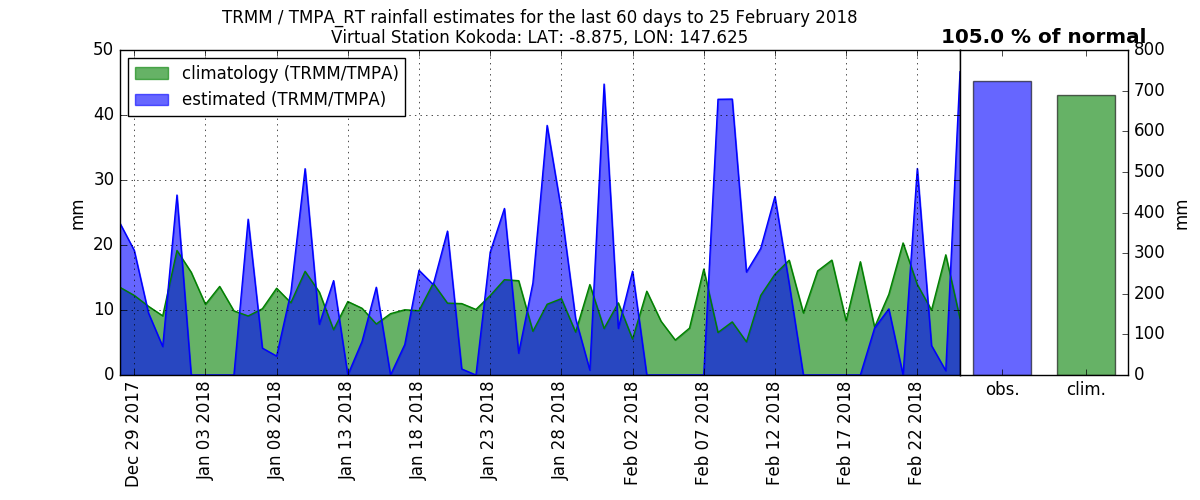 TRMM / TMPA_RT rainfall estimates for the last 60 days to 25 February 2018
Virtual Station Kokoda: LAT: -8.875, LON: 147.625
105.0 % of normal
climatology (TRMM/TMPA)
estimated (TRMM/TMPA)
50
40
30
20
10
0
mm
Dec 29 2017
Jan 03 2018
Jan 08 2018
Jan 13 2018
Jan 18 2018
Jan 23 2018
Jan 28 2018
Feb 02 2018
Feb 07 2018
Feb 12 2018
Feb 17 2018
Feb 22 2018
obs.
clim.
800
700
600
500
400
300
200
100
0
mm